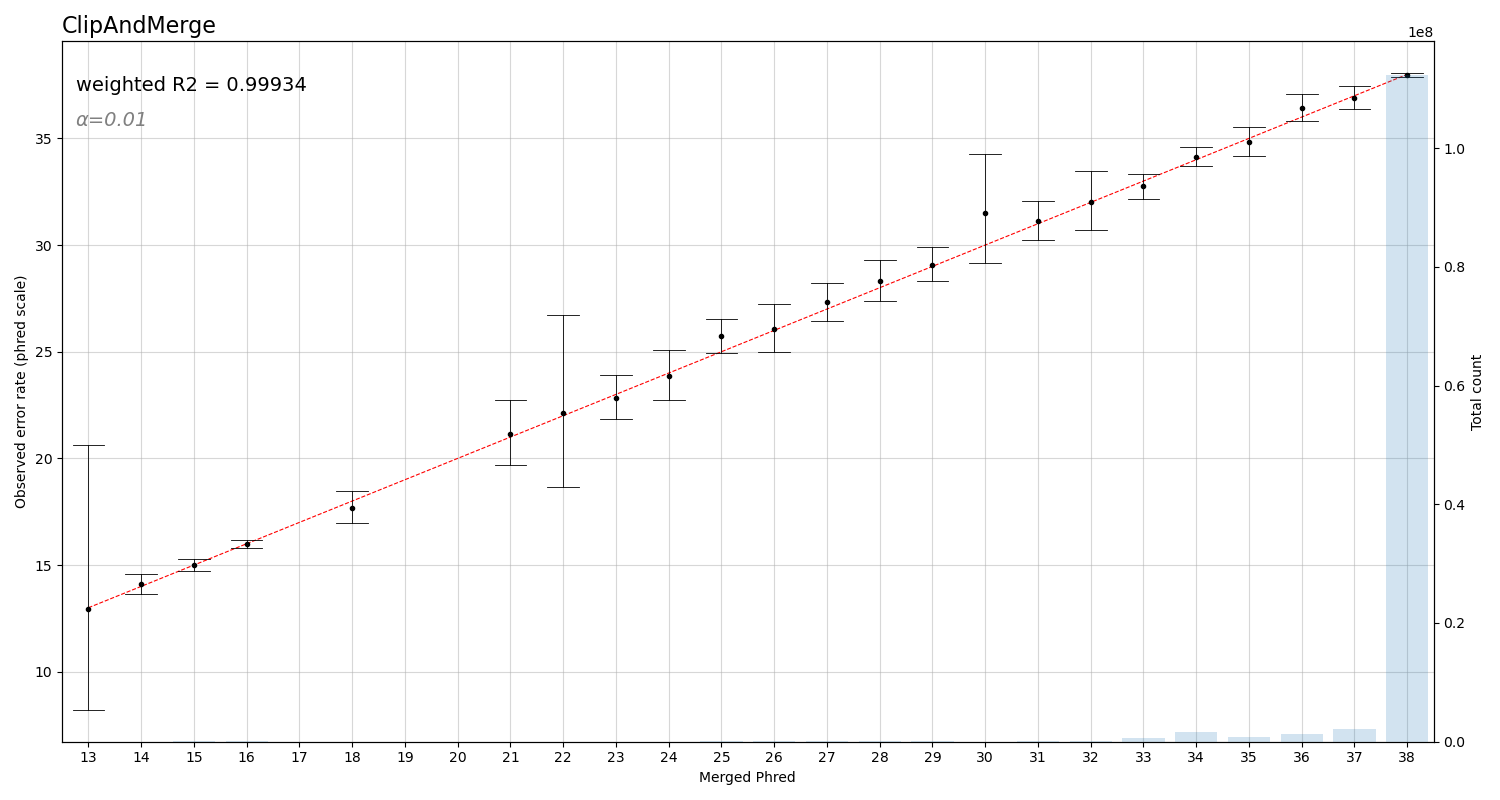 ClipAndMerge
1e8
weighted R2 = 0.99934
α=0.01
Observed error rate (phred scale)
35
30
25
20
15
10
1.0
0.8
0.6
0.4
0.2
0.0
Total count
13 14 15 16 17 18 19 20 21 22 23 24 25 26 27 28 29 30 31 32 33 34 35 36 37 38
Merged Phred